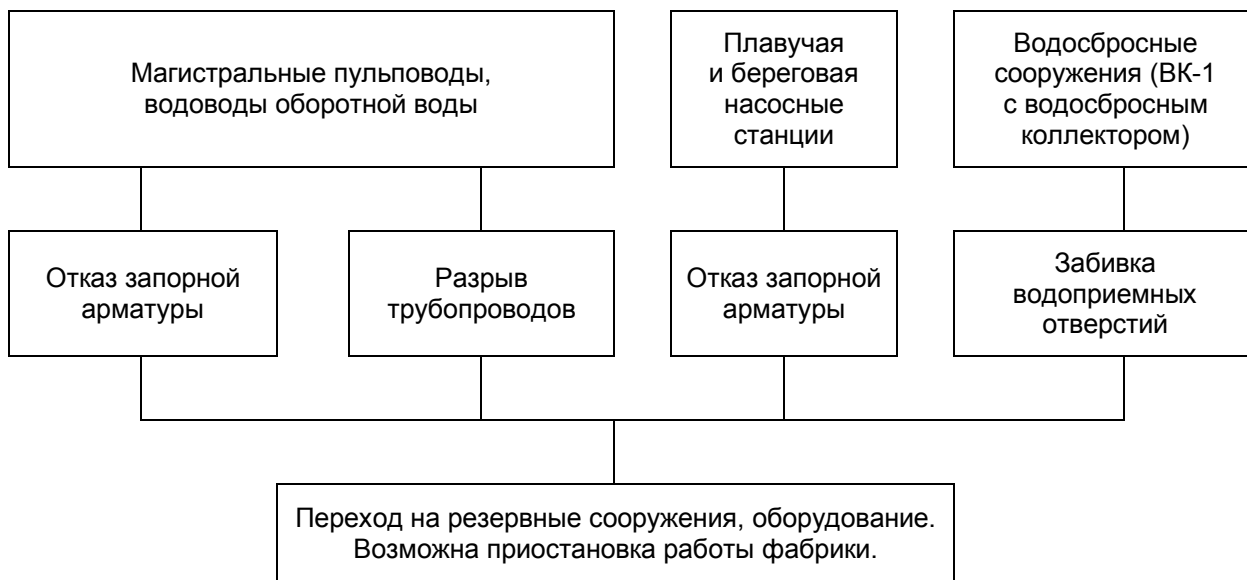 Магистральные пульповоды,
водоводы оборотной воды
Плавучая
и береговая
насосные
станции
Водосбросные
сооружения (ВК-1
с водосбросным
коллектором)
Отказ запорной
арматуры
Разрыв
трубопроводов
Отказ запорной
арматуры
Забивка
водоприемных
отверстий
Переход на резервные сооружения, оборудование.
Возможна приостановка работы фабрики.